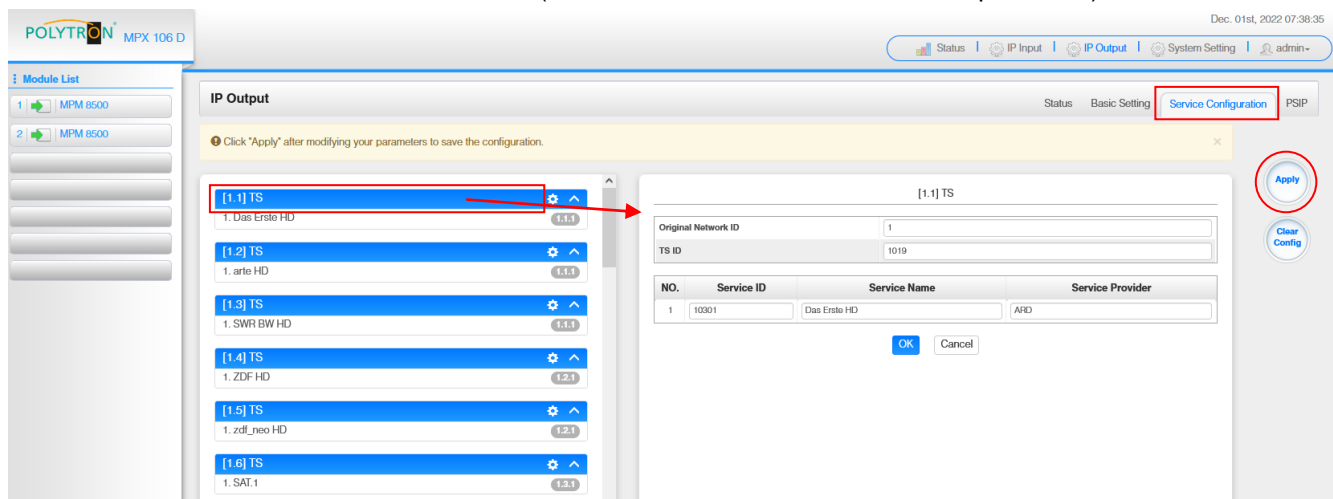 Dec. 01st, 2022 07:38:35
POLYTRON MPX 106 D
Status IP Input IP Output System Setting admin
Module List
1 MPM 8500
2 MPM 8500
IP Output
Status Basic Setting Service Configuration PSIP
Click "Apply" after modifying your parameters to save the configuration. ×
Apply
Clear Config
[1.1] TS
1. Das Erste HD 1.1.1
[1.2] TS
1. arte HD 1.1.1
[1.3] TS
1. SWR BW HD 1.1.1
[1.4] TS
1. ZDF HD 1.2.1
[1.5] TS
1. zdf_neo HD 1.2.1
[1.6] TS
1. SAT.1 1.3.1
[1.1] TS
Original Network ID 1
TS ID 1019
NO. Service ID Service Name Service Provider
1 10301 Das Erste HD ARD
OK Cancel